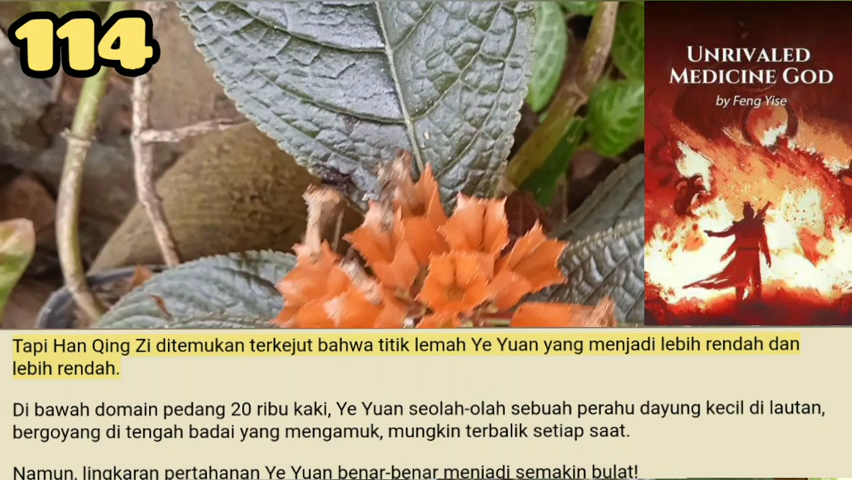 114
UNRIVALED
MEDICINE GOD
by Feng Yise
Tapi Han Qing Zi ditemukan terkejut bahwa titik lemah Ye Yuan yang menjadi lebih rendah dan
lebih rendah.
Di bawah domain pedang 20 ribu kaki, Ye Yuan seolah-olah sebuah perahu dayung kecil di lautan,
bergoyang di tengah badai yang mengamuk, mungkin terbalik setiap saat.
Namun, lingkaran pertahanan Ye Yuan benar-benar menjadi semakin bulat!